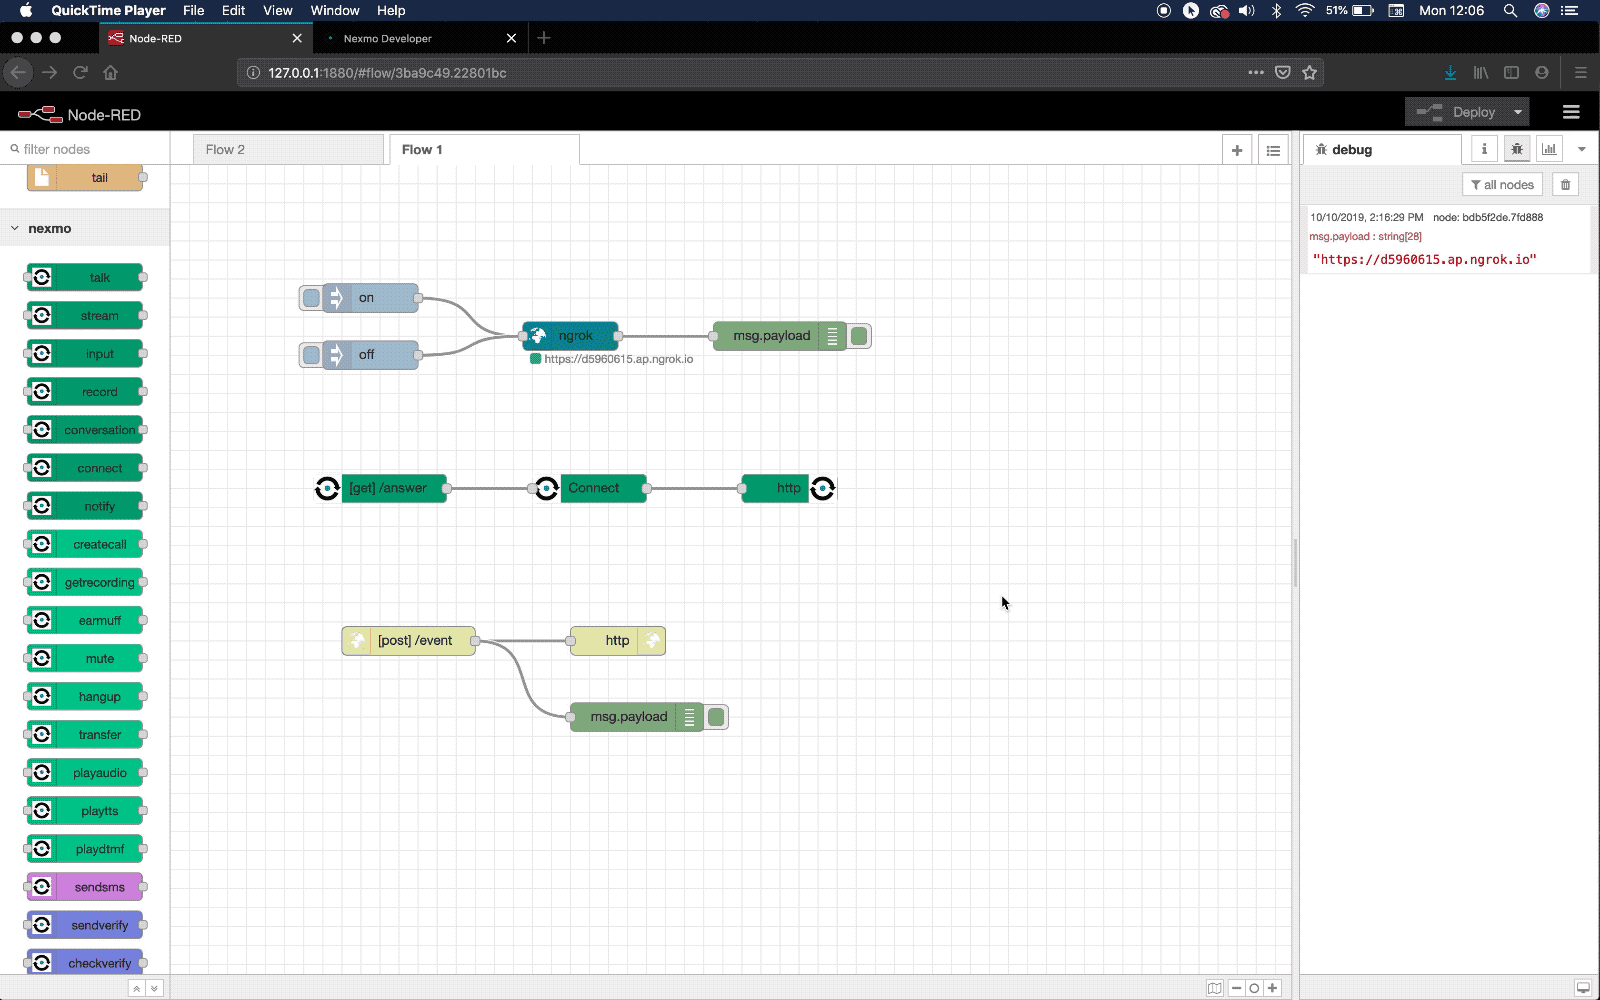 QuickTime Player File Edit View Window Help 51% Mon 12:06
Node-RED Nexmo Developer
127.0.0.1:1880/#flow/3ba9c49.22801bc
Node-RED Deploy
filter nodes
Flow 2 Flow 1
debug
all nodes
tail
nexmo
talk
stream
input
record
conversation
connect
notify
createcall
getrecording
earmuff
mute
hangup
transfer
playaudio
playtts
playdtmf
sendsms
sendverify
checkverify
on
off
ngrok
https://d5960615.ap.ngrok.io
msg.payload
[get] /answer
Connect
http
[post] /event
http
msg.payload
10/10/2019, 2:16:29 PM node: bdb5f2de.7fd888
msg.payload : string[28]
"https://d5960615.ap.ngrok.io"